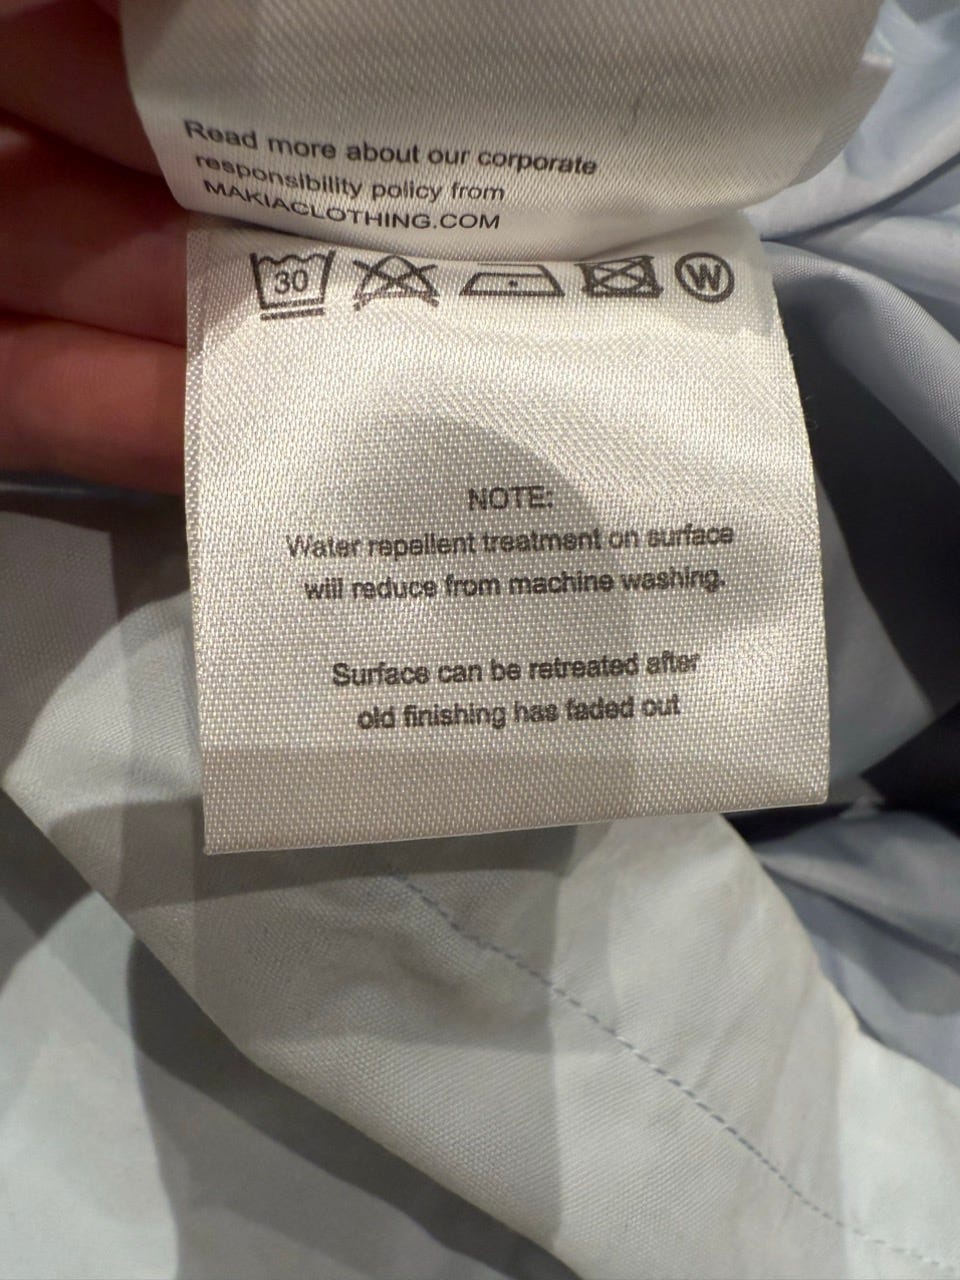 Read more about our corporate
responsibility policy from
MAKIACLOTHING.COM
30 W
NOTE:
Water repellent treatment on surface
will reduce from machine washing.
Surface can be retreated after
old finishing has faded out